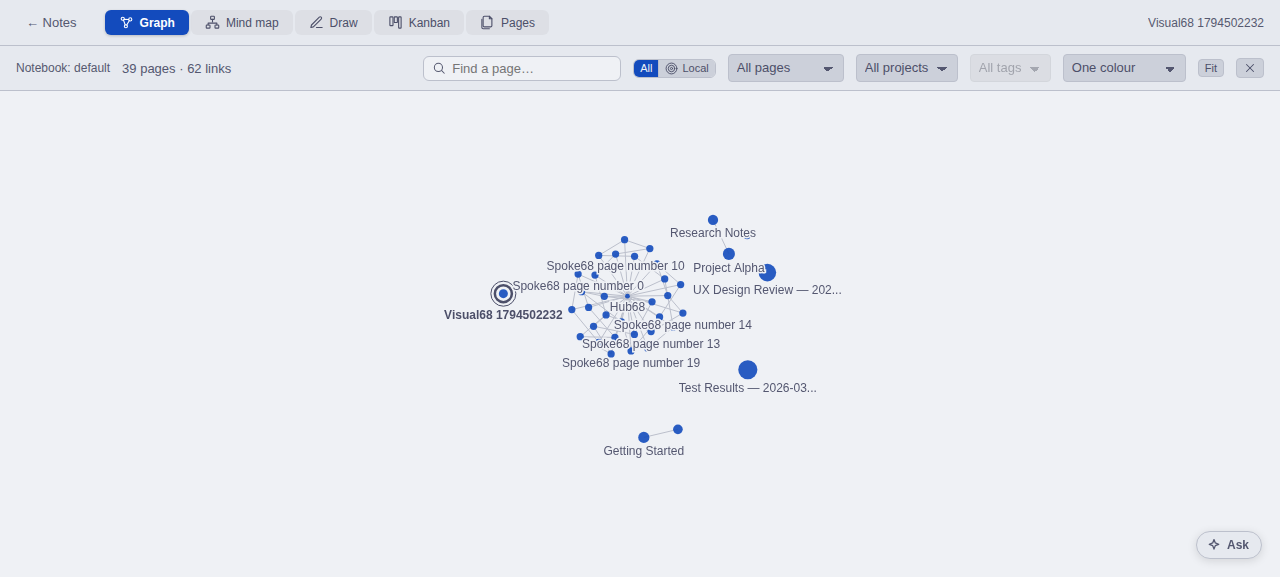 ← Notes
Graph
Mind map
Draw
Kanban
Pages
Visual68 1794502232
Notebook: default
39 pages · 62 links
Find a page…
All
Local
All pages
All projects
All tags
One colour
Fit
Research Notes
Spoke68 page number 10
Project Alpha
Spoke68 page number 0
UX Design Review — 202...
Hub68
Visual68 1794502232
Spoke68 page number 14
Spoke68 page number 13
Spoke68 page number 19
Test Results — 2026-03...
Getting Started
Ask